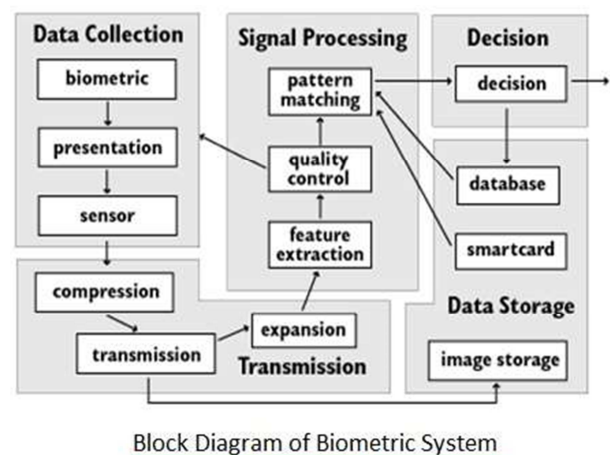 Data Collection
biometric
presentation
sensor
compression
transmission
expansion
Transmission
Signal Processing
pattern
matching
quality
control
feature
extraction
Decision
decision
database
smartcard
Data Storage
image storage
Block Diagram of Biometric System